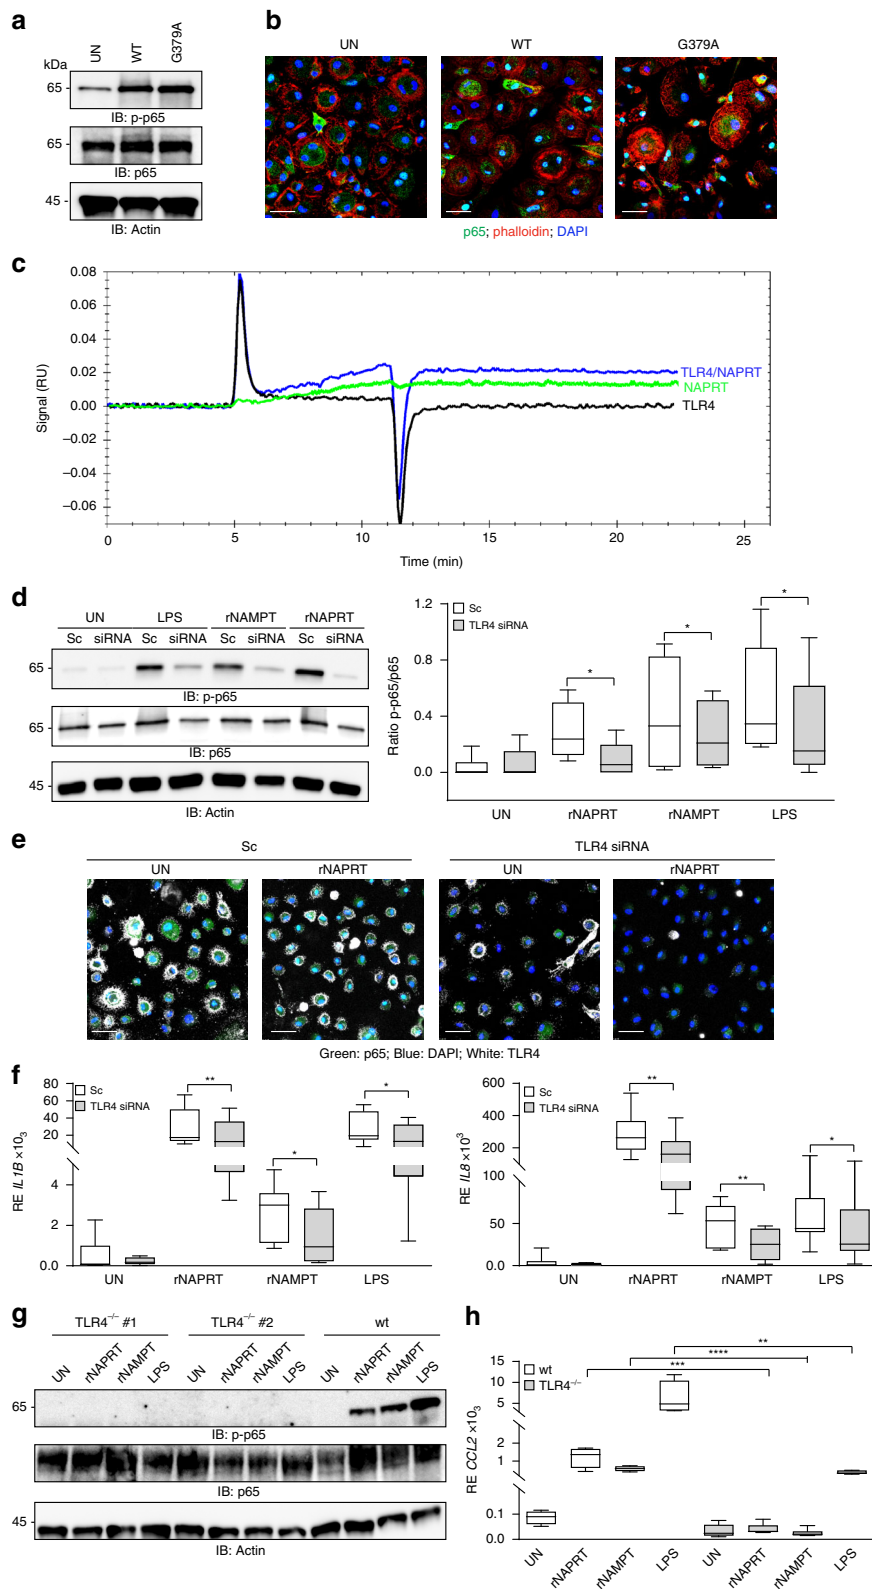 a
kDa
UN
WT
G379A
65
IB: p-p65
65
IB: p65
45
IB: Actin
b
UN
WT
G379A
p65; phalloidin; DAPI
c
Signal (RU)
0.08
0.06
0.04
0.02
0.00
−0.02
−0.04
−0.06
TLR4/NAPRT
NAPRT
TLR4
0 5 10 15 20 25
Time (min)
d
UN LPS rNAMPT rNAPRT
Sc siRNA Sc siRNA Sc siRNA Sc siRNA
65
IB: p-p65
65
IB: p65
45
IB: Actin
Ratio p-p65/p65
1.2
0.8
0.4
0.0
Sc
TLR4 siRNA
*
*
*
UN rNAPRT rNAMPT LPS
e
Sc TLR4 siRNA
UN rNAPRT UN rNAPRT
Green: p65; Blue: DAPI; White: TLR4
f
RE IL1B ×10₃
80
60
40
20
4
2
0.0
Sc
TLR4 siRNA
**
*
*
UN rNAPRT rNAMPT LPS
RE IL8 ×10³
600
400
200
100
50
0.0
Sc
TLR4 siRNA
**
**
*
UN rNAPRT rNAMPT LPS
g
TLR4⁻/⁻ #1 TLR4⁻/⁻ #2 wt
UN rNAPRT rNAMPT LPS UN rNAPRT rNAMPT LPS UN rNAPRT rNAMPT LPS
65
IB: p-p65
IB: p65
45
IB: Actin
h
RE CCL2 ×10₃
15
10
5
2
1
0.1
0.0
wt
TLR4⁻/⁻
**
****
***
UN rNAPRT rNAMPT LPS UN rNAPRT rNAMPT LPS